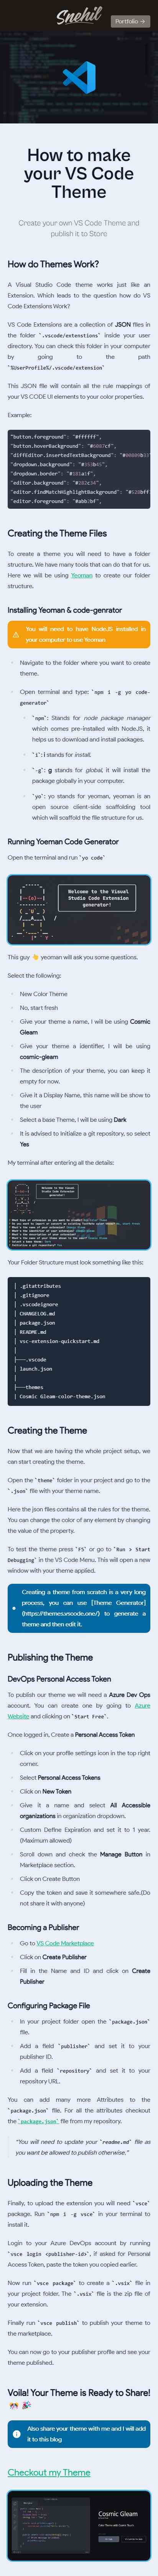 Snehil
Portfolio →
How to make
your VS Code
Theme
Create your own VS Code Theme and
publish it to Store
How do Themes Work?
A Visual Studio Code theme works just like an
Extension. Which leads to the question how do VS
Code Extensions Work?
VS Code Extensions are a collection of JSON files in
the folder `.vscode/extentions` inside your user
directory. You can check this folder in your computer
by going to the path
`%UserProfile%/.vscode/extension`
This JSON file will contain all the rule mappings of
your VS CODE UI elements to your color properties.
Example:
"button.foreground": "#ffffff",
"dropdown.border":
"editor.background": "#282c34",
"editor.foreground": "#abb2bf",
Creating the Theme Files
To create a theme you will need to have a folder
structure. We have many tools that can do that for us.
Here we will be using Yeoman to create our folder
structure.
Installing Yeoman & code-genrator
You will need to have NodeJS installed in
your computer to use Yeoman
Navigate to the folder where you want to create
theme.
Open terminal and type: `npm i -g yo code-
generator`
`npm`: Stands for node package manager
which comes pre-installed with NodeJS, it
helps you to download and install packages.
`i`: i stands for install.
`-g`: g stands for global, it will install the
package globally in your computer.
`yo`: yo stands for yeoman, yeoman is an
open source client-side scaffolding tool
which will scaffold the file structure for us.
Running Yoeman Code Generator
Open the terminal and run `yo code`
Welcome to the Visual
Studio Code Extension
generator!
This guy 👆 yeoman will ask you some questions.
Select the following:
New Color Theme
No, start fresh
Give your theme a name, I will be using Cosmic
Gleam
Give your theme a identifier, I will be using
cosmic-gleam
The description of your theme, you can keep it
empty for now.
Give it a Display Name, this name will be show to
the user
Select a base Theme, I will be using Dark
It is advised to Initialize a git repository, so select
Yes
My terminal after entering all the details:
Your Folder Structure must look something like this:
│ .gitattributes
│ .gitignore
│ .vscodeignore
│ CHANGELOG.md
│ package.json
│ README.md
│ vsc-extension-quickstart.md
│
├───.vscode
│ launch.json
│
└───themes
│ Cosmic Gleam-color-theme.json
Creating the Theme
Now that we are having the whole project setup, we
can start creating the theme.
Open the `theme` folder in your project and go to the
`.json` file with your theme name.
Here the json files contains all the rules for the theme.
You can change the color of any element by changing
the value of the property.
To test the theme press `F5` or go to `Run > Start
Debugging` in the VS Code Menu. This will open a new
window with your theme applied.
Creating a theme from scratch is a very long
process, you can use [Theme Generator]
(https://themes.vscode.one/) to generate a
theme and then edit it.
Publishing the Theme
DevOps Personal Access Token
To publish our theme we will need a Azure Dev Ops
account. You can create one by going to Azure
Website and clicking on `Start Free`.
Once logged in, Create a Personal Access Token
Click on your profile settings icon in the top right
corner.
Select Personal Access Tokens
Click on New Token
Give it a name and select All Accessible
organizations in organization dropdown.
Custom Define Expiration and set it to 1 year.
(Maximum allowed)
Scroll down and check the Manage Button in
Marketplace section.
Click on Create Button
Copy the token and save it somewhere safe.(Do
not share it with anyone)
Becoming a Publisher
Go to VS Code Marketplace
Click on Create Publisher
Fill in the Name and ID and click on Create
Publisher
Configuring Package File
In your project folder open the `package.json`
file.
Add a field `publisher` and set it to your
publisher ID.
Add a field `repository` and set it to your
repository URL.
You can add many more Attributes to the
`package.json` file. For all the attributes checkout
the `package.json` file from my repository.
"You will need to update your `readme.md` file as
you want be allowed to publish otherwise."
Uploading the Theme
Finally, to upload the extension you will need `vsce`
package. Run `npm i -g vsce` in your terminal to
install it.
Login to your Azure DevOps account by running
`vsce login <publisher-id>`, if asked for Personal
Access Token, paste the token you copied earlier.
Now run `vsce package` to create a `.vsix` file in
your project folder. The `.vsix` file is the zip file of
your extension.
Finally run `vsce publish` to publish your theme to
the marketplace.
You can now go to your publisher profile and see your
theme published.
Voila! Your Theme is Ready to Share!
🎊 🎉
Also share your theme with me and I will add
it to this blog
Checkout my Theme
Cosmic Gleam